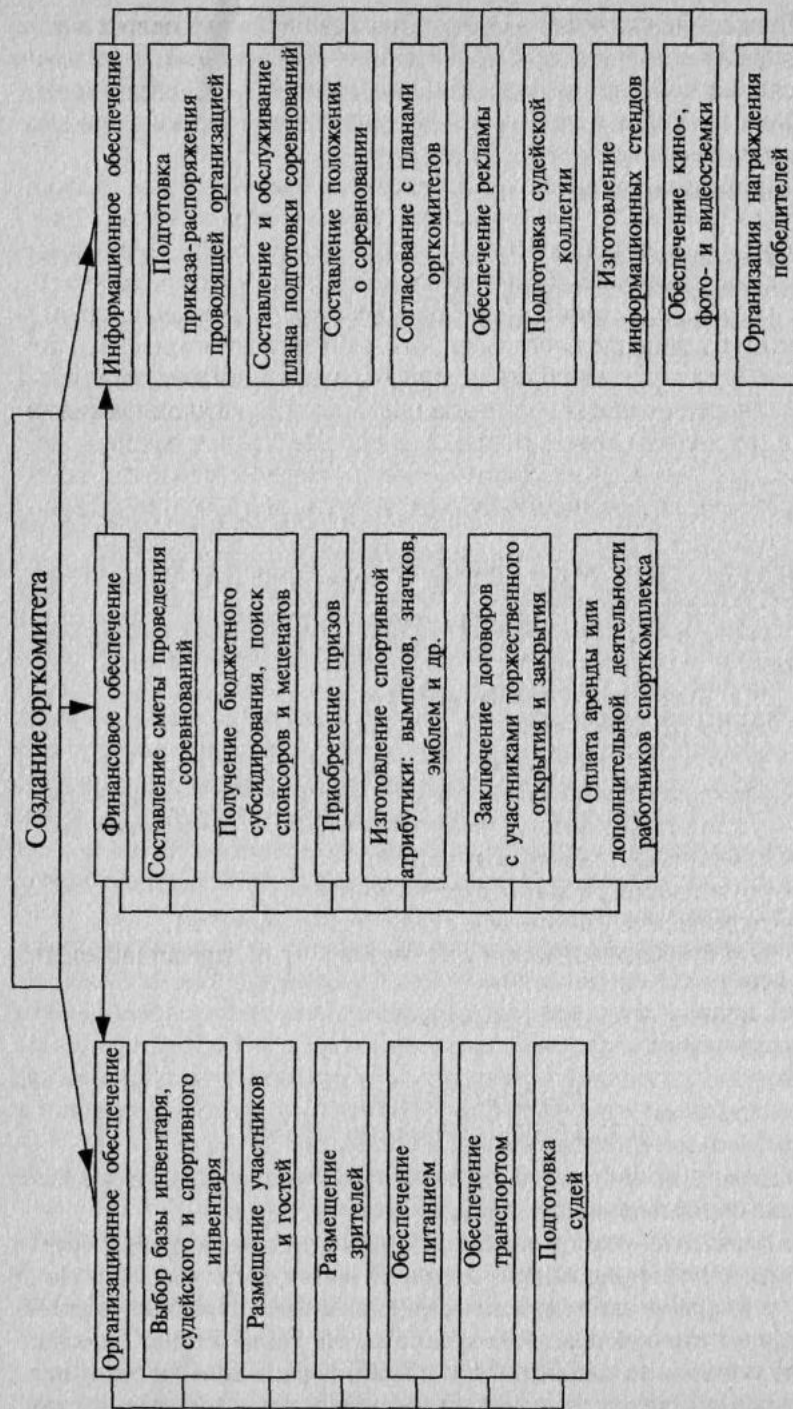 Создание оргкомитета
Организационное обеспечение
Выбор базы инвентаря,
судейского и спортивного
инвентаря
Размещение участников
и гостей
Размещение
зрителей
Обеспечение
питанием
Обеспечение
транспортом
Подготовка
судей
Финансовое обеспечение
Составление сметы проведения
соревнований
Получение бюджетного
субсидирования, поиск
спонсоров и меценатов
Приобретение призов
Изготовление спортивной
атрибутики: вымпелов, значков,
эмблем и др.
Заключение договоров
с участниками торжественного
открытия и закрытия
Оплата аренды или
дополнительной деятельности
работников спорткомплекса
Информационное обеспечение
Подготовка
приказа-распоряжения
проводящей организацией
Составление и обслуживание
плана подготовки соревнований
Составление положения
о соревновании
Согласование планами
оргкомитетов
Обеспечение рекламы
Подготовка судейской
коллегии
Изготовление
информационных стендов
Обеспечение кино-,
фото- и видеосъемки
Организация награждения
победителей